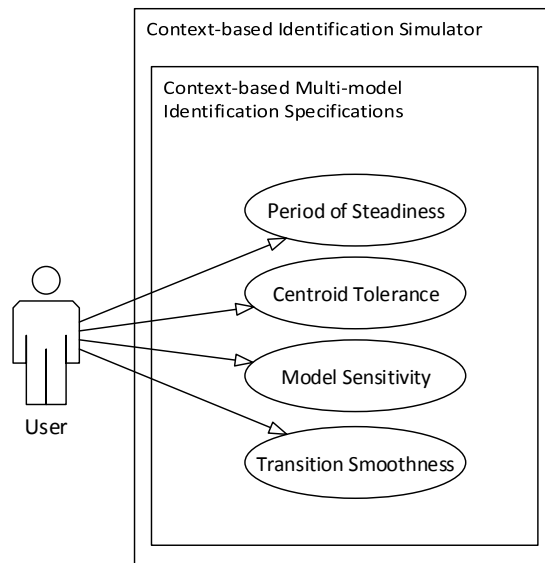 Context-based Identification Simulator
Context-based Multi-model
Identification Specifications
Period of Steadiness
Centroid Tolerance
Model Sensitivity
Transition Smoothness
User